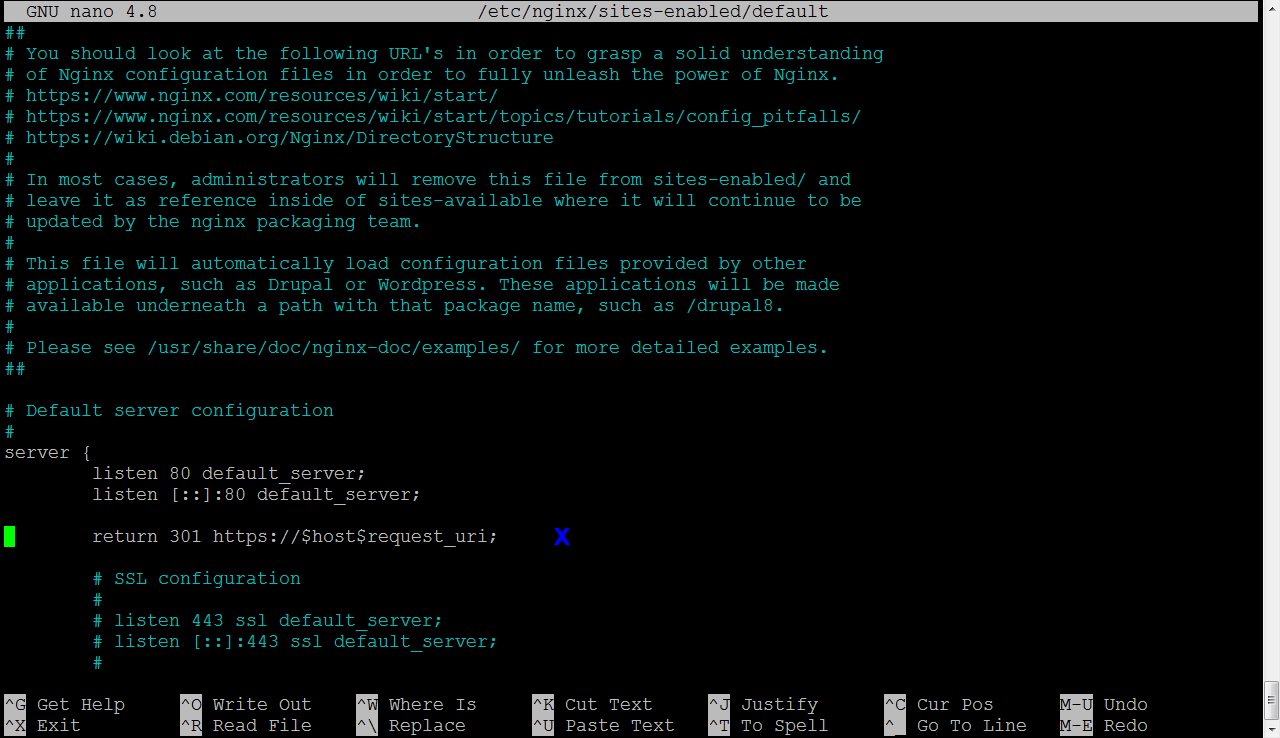 GNU nano 4.8 /etc/nginx/sites-enabled/default
##
# You should look at the following URL's in order to grasp a solid understanding
# of Nginx configuration files in order to fully unleash the power of Nginx.
# https://www.nginx.com/resources/wiki/start/
# https://www.nginx.com/resources/wiki/start/topics/tutorials/config_pitfalls/
# https://wiki.debian.org/Nginx/DirectoryStructure
#
# In most cases, administrators will remove this file from sites-enabled/ and
# leave it as reference inside of sites-available where it will continue to be
# updated by the nginx packaging team.
#
# This file will automatically load configuration files provided by other
# applications, such as Drupal or Wordpress. These applications will be made
# available underneath a path with that package name, such as /drupal8.
#
# Please see /usr/share/doc/nginx-doc/examples/ for more detailed examples.
##
# Default server configuration
#
server {
listen 80 default_server;
listen [::]:80 default_server;
return 301 https://$host$request_uri; X
# SSL configuration
#
# listen 443 ssl default_server;
# listen [::]:443 ssl default_server;
#
^G Get Help ^O Write Out ^W Where Is ^K Cut Text ^J Justify ^C Cur Pos M-U Undo
^X Exit ^R Read File ^\ Replace ^U Paste Text ^T To Spell ^_ Go To Line M-E Redo